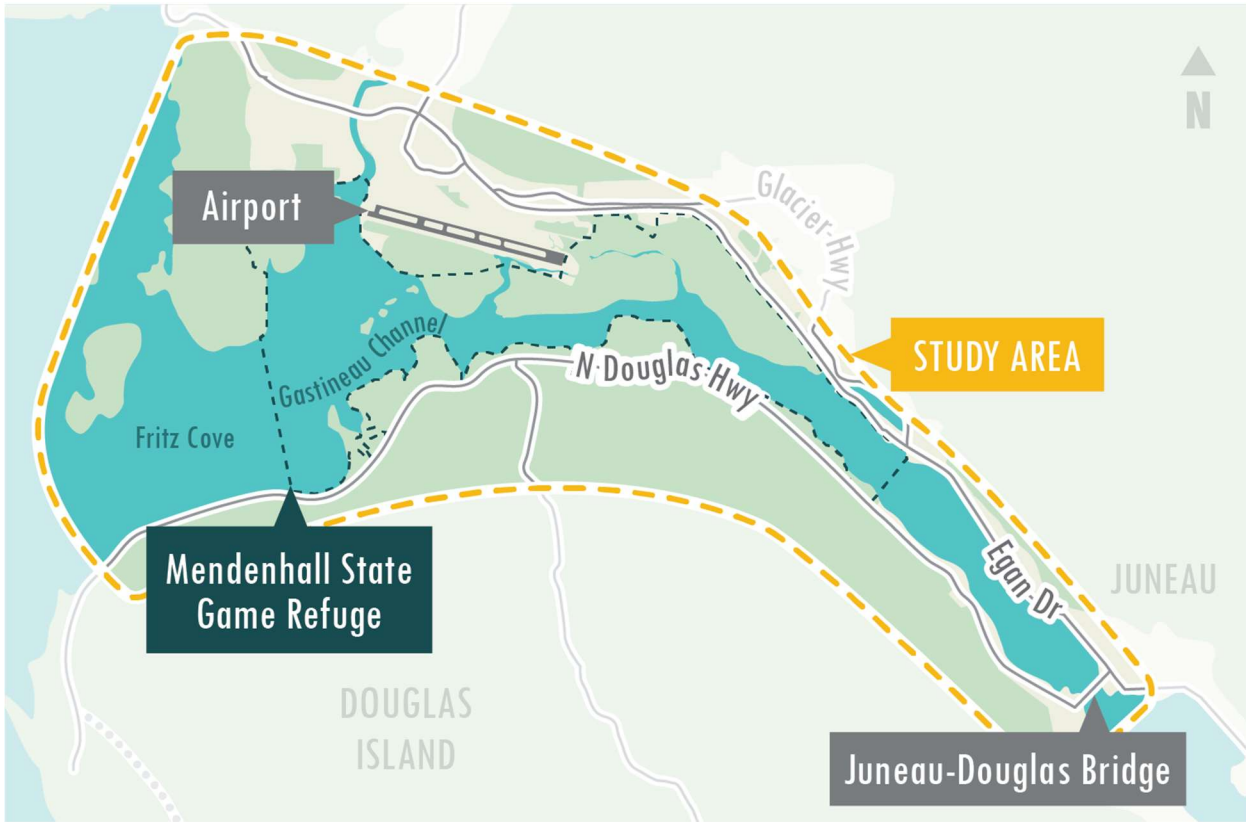 N
Glacier-Hwy
Airport
STUDY AREA
Gastineau Channel
N Douglas Hwy
Fritz Cove
Mendenhall State
Game Refuge
Egan Dr
JUNEAU
DOUGLAS
ISLAND
Juneau-Douglas Bridge